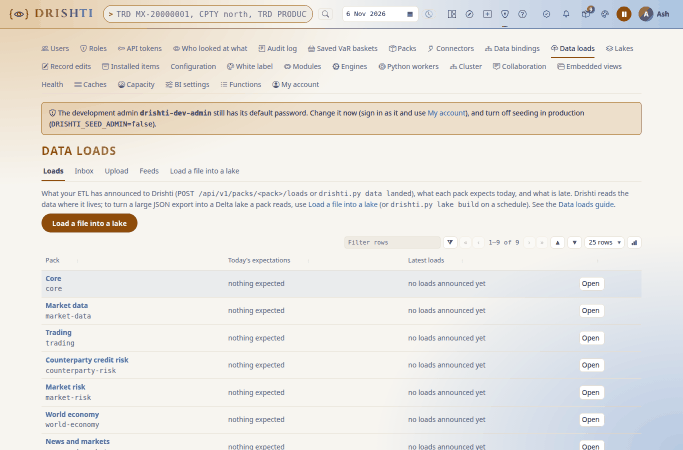 {👁} DRISHTI
> TRD MX-20000001, CPTY north, TRD PRODUC
6 Nov 2026
A Ash
Users Roles API tokens Who looked at what Audit log Saved VaR baskets Packs Connectors Data bindings Data loads Lakes
Record edits Installed items Configuration White label Modules Engines Python workers Cluster Collaboration Embedded views
Health Caches Capacity BI settings Functions My account
The development admin drishti-dev-admin still has its default password. Change it now (sign in as it and use My account), and turn off seeding in production
(DRISHTI_SEED_ADMIN=false).
DATA LOADS
Loads Inbox Upload Feeds Load a file into a lake
What your ETL has announced to Drishti (POST /api/v1/packs/<pack>/loads or drishti.py data landed), what each pack expects today, and what is late. Drishti reads the
data where it lives; to turn a large JSON export into a Delta lake a pack reads, use Load a file into a lake (or drishti.py lake build on a schedule). See the Data loads guide.
Load a file into a lake
Filter rows « ‹ 1–9 of 9 › » ▲ ▼ 25 rows
Pack Today's expectations Latest loads
Core
core nothing expected no loads announced yet Open
Market data
market-data nothing expected no loads announced yet Open
Trading
trading nothing expected no loads announced yet Open
Counterparty credit risk
counterparty-risk nothing expected no loads announced yet Open
Market risk
market-risk nothing expected no loads announced yet Open
World economy
world-economy nothing expected no loads announced yet Open
News and markets
nothing expected no loads announced yet Open